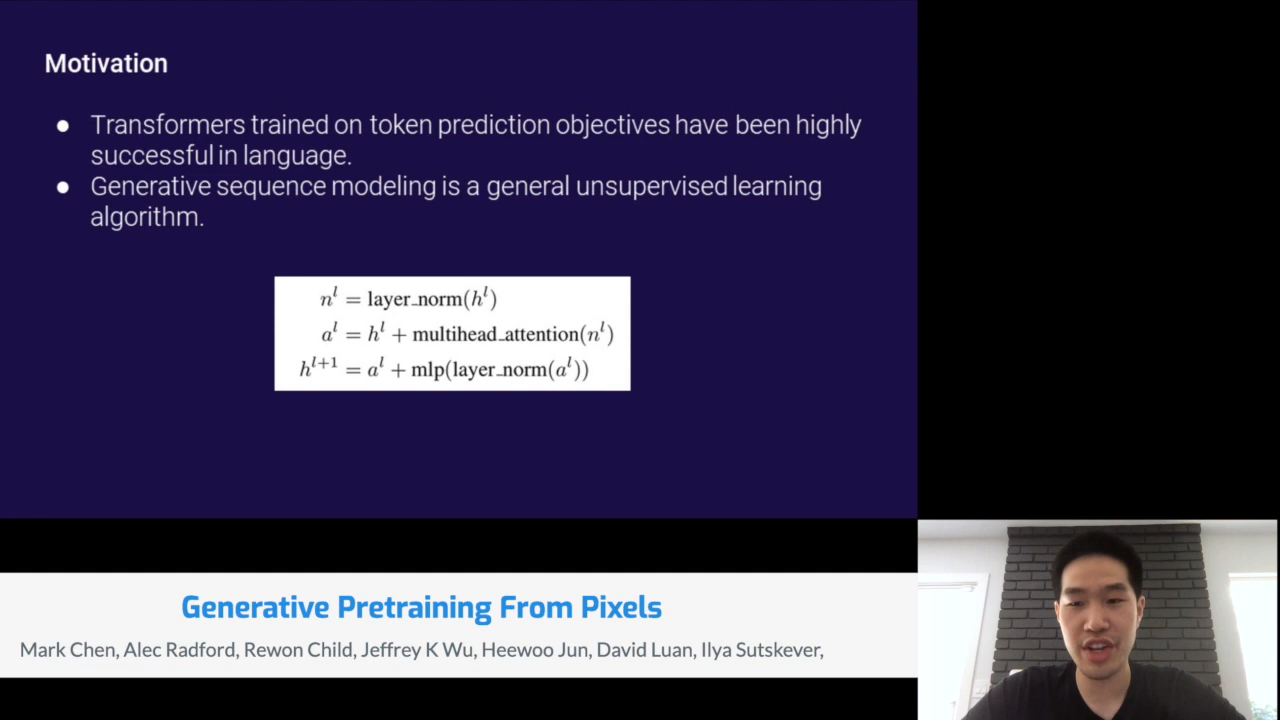 Motivation
● Transformers trained on token prediction objectives have been highly
successful in language.
● Generative sequence modeling is a general unsupervised learning
algorithm.
n^l = layer_norm(h^l)
a^l = h^l + multihead_attention(n^l)
h^{l+1} = a^l + mlp(layer_norm(a^l))
Generative Pretraining From Pixels
Mark Chen, Alec Radford, Rewon Child, Jeffrey K Wu, Heewoo Jun, David Luan, Ilya Sutskever,